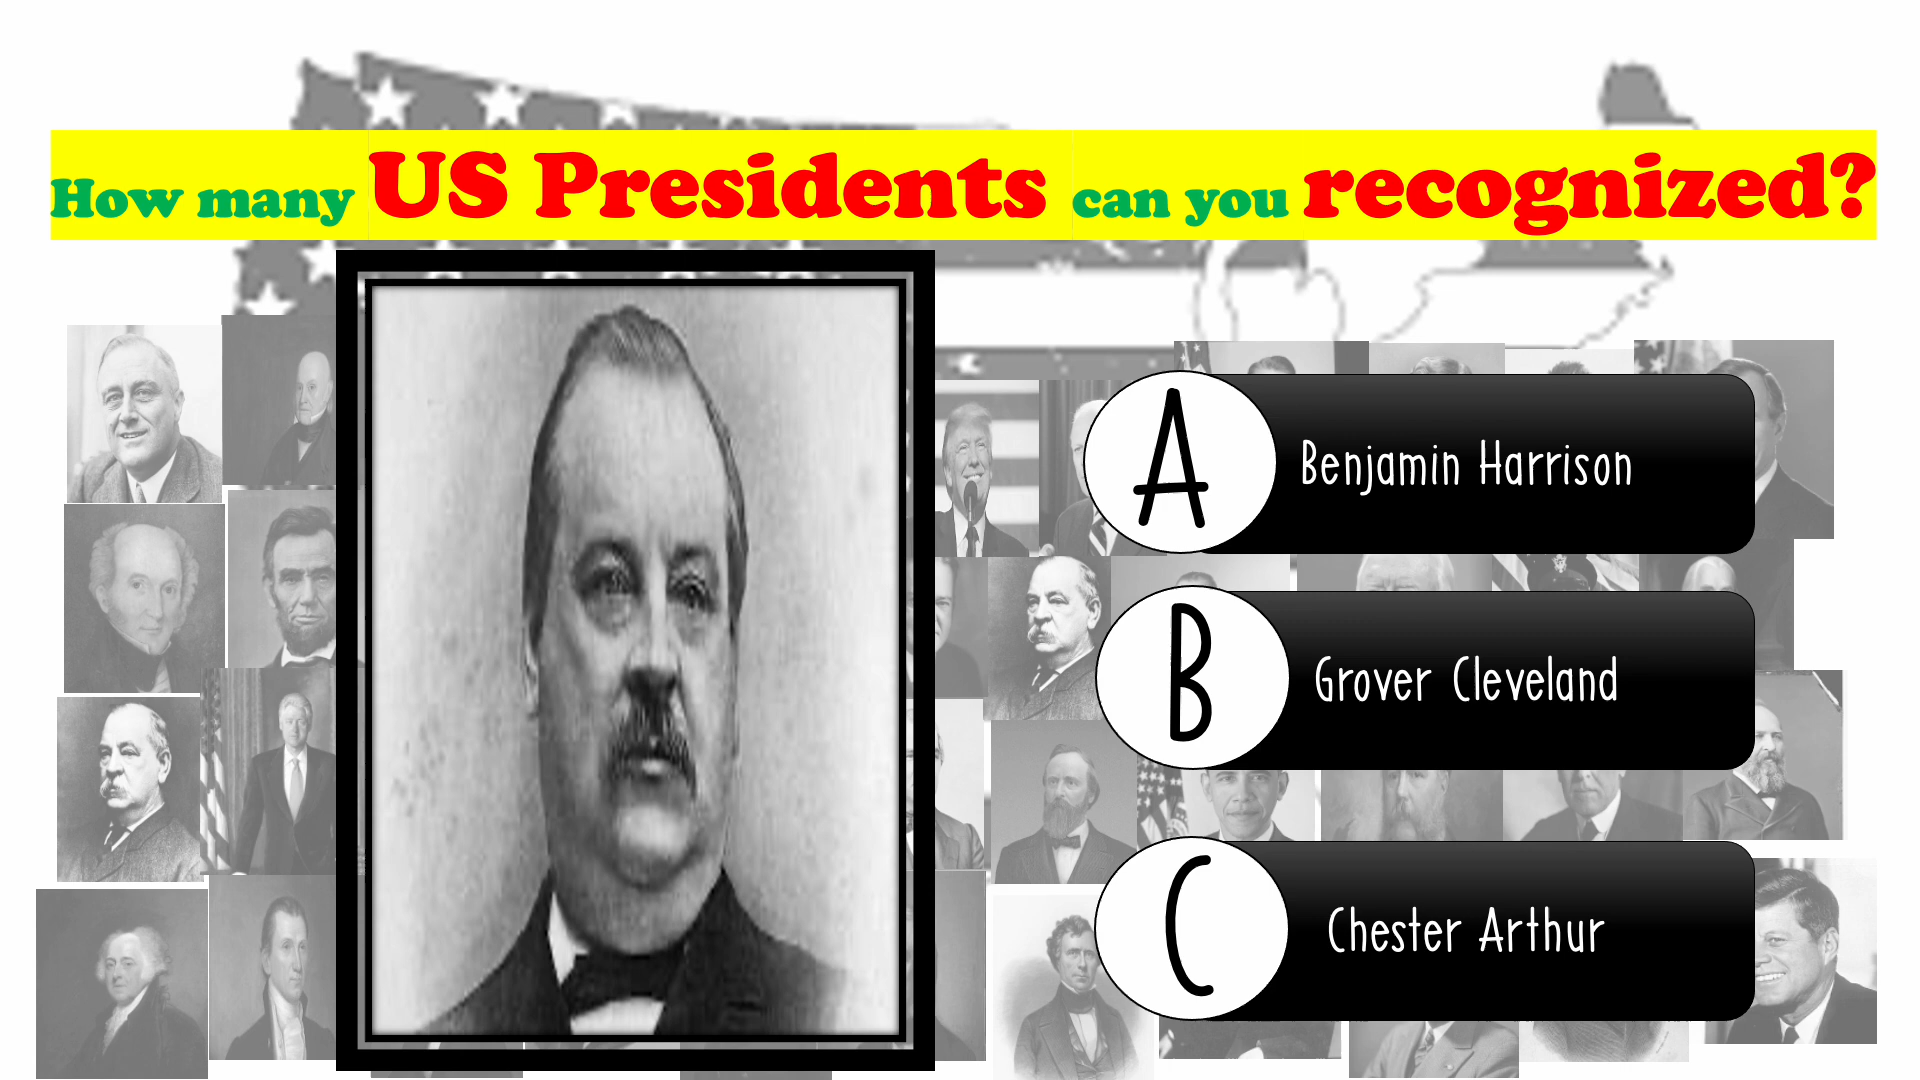 How many US Presidents can you recognized?
A
Benjamin Harrison
B
Grover Cleveland
C
Chester Arthur